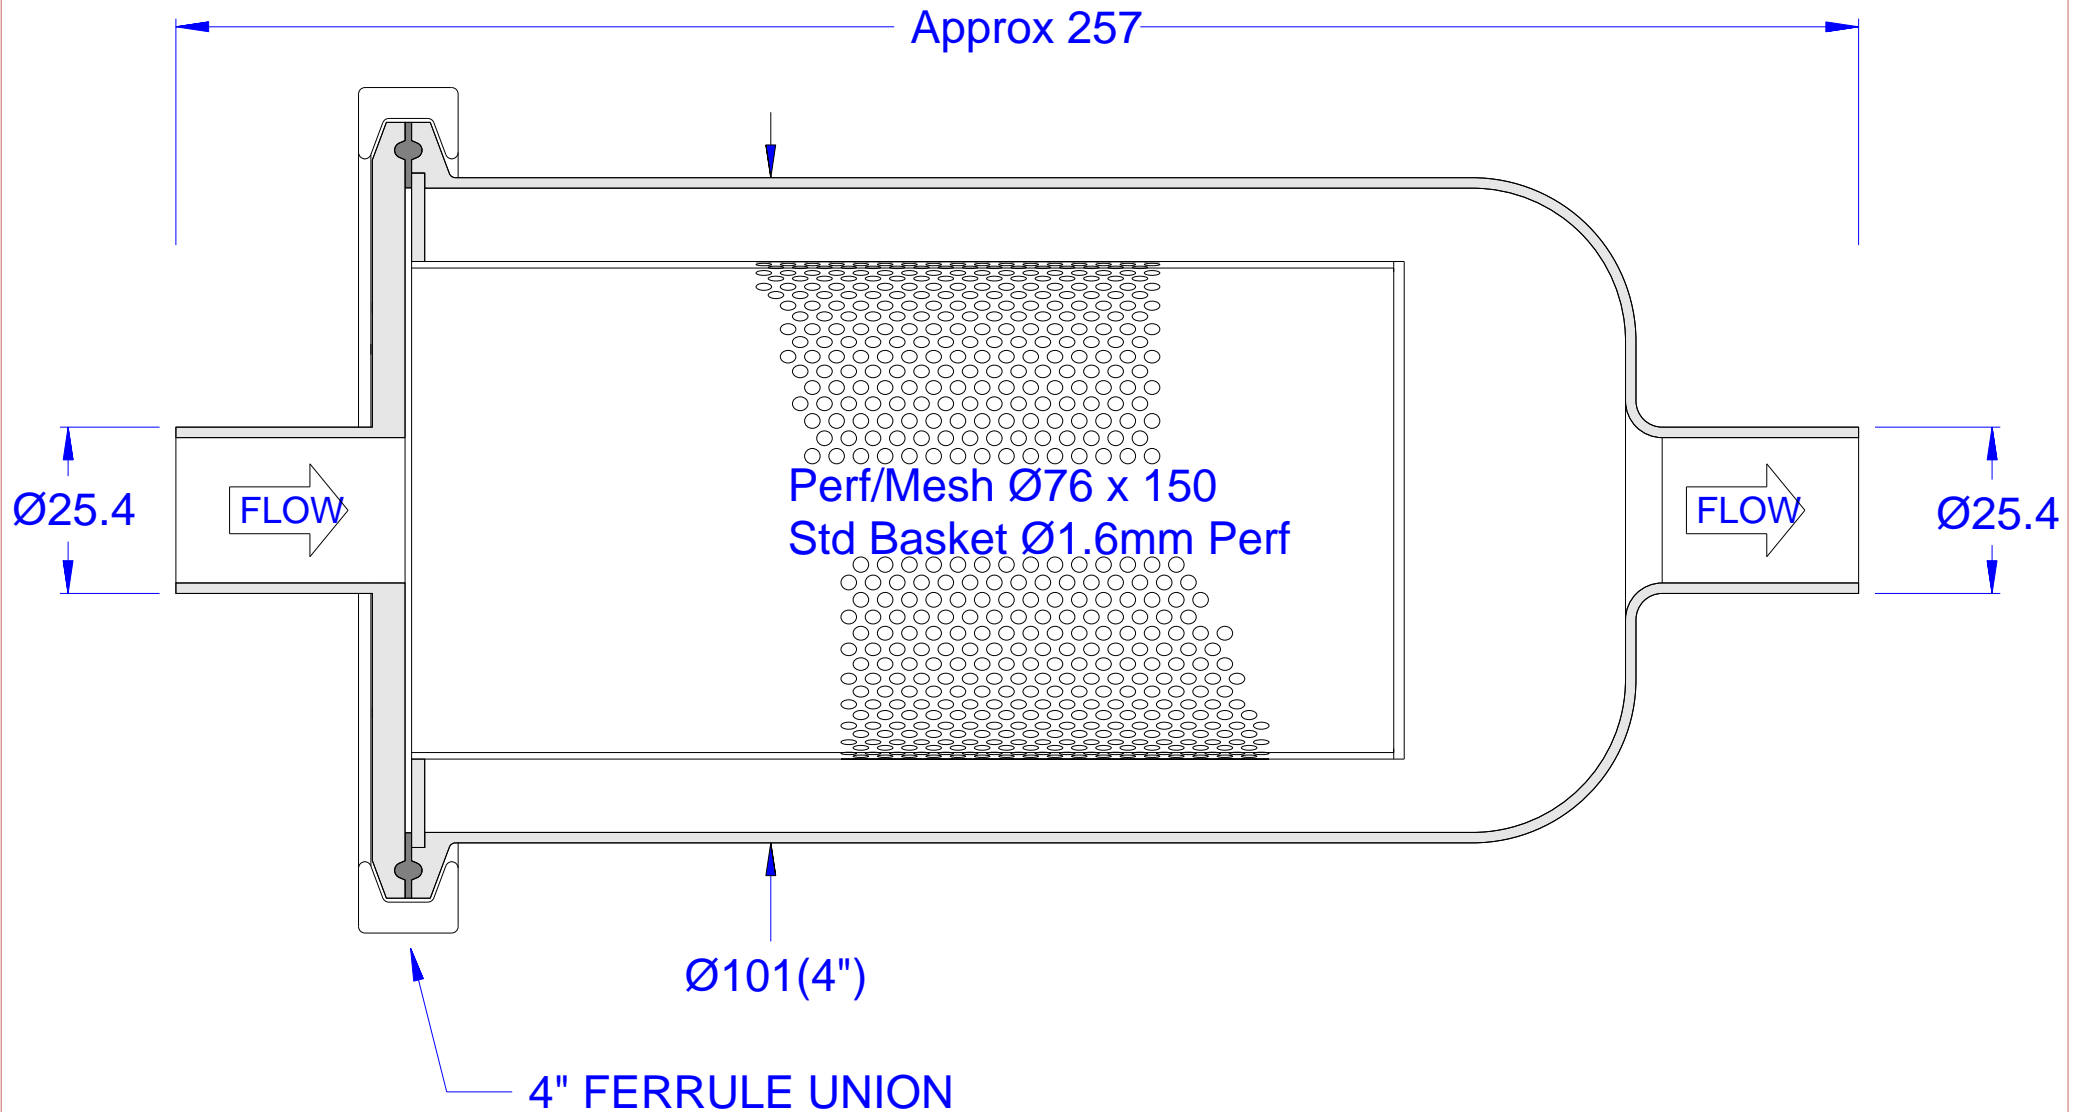 Approx 257
Ø25.4
FLOW
Perf/Mesh Ø76 x 150
Std Basket Ø1.6mm Perf
FLOW
Ø25.4
Ø101(4")
4" FERRULE UNION